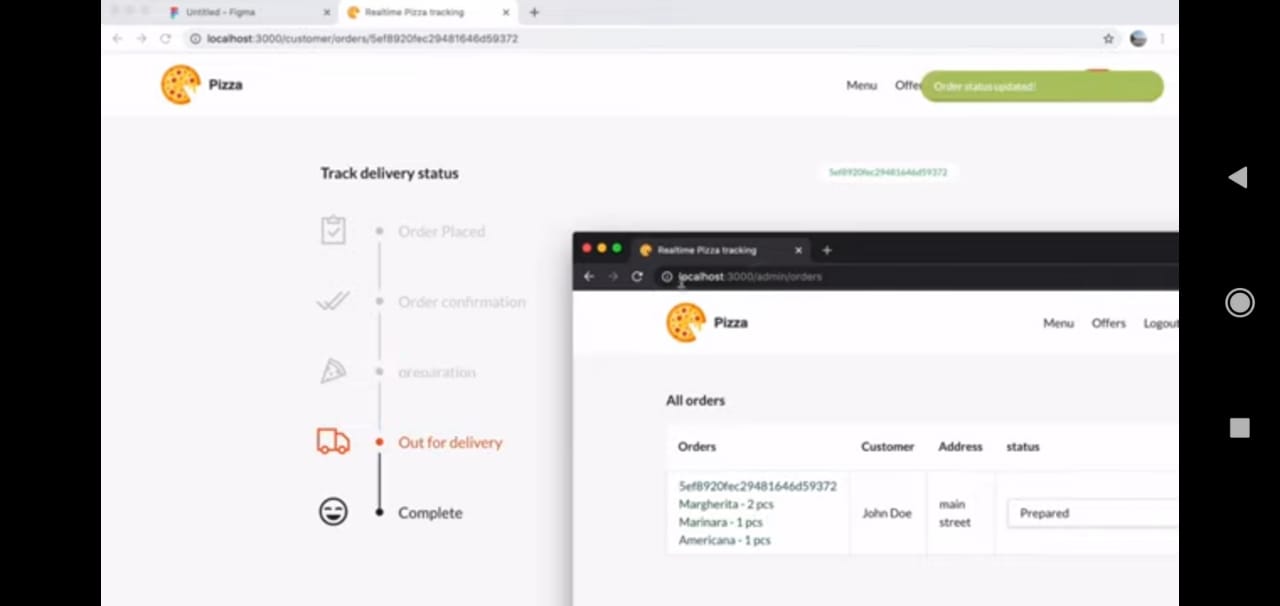 Untitled - Figma
Realtime Pizza tracking
localhost:3000/customer/orders/5ef8920fec29481646d59372
Pizza
Menu
Offe
Order status updated!
Track delivery status
5ef8920fec29481646d59372
Order Placed
Order confirmation
preparation
Out for delivery
Complete
Realtime Pizza tracking
localhost:3000/admin/orders
Pizza
Menu Offers Logout
All orders
Orders Customer Address status
5ef8920fec29481646d59372
Margherita - 2 pcs
Marinara - 1 pcs
Americana - 1 pcs
John Doe
main
street
Prepared